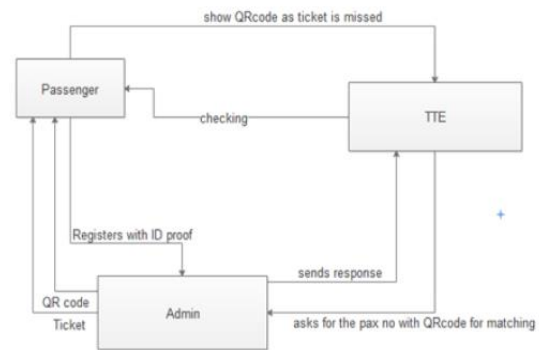 show QRcode as ticket is missed
Passenger
TTE
checking
Registers with ID proof
sends response
QR code
Admin
Ticket
asks for the pax no with QRcode for matching